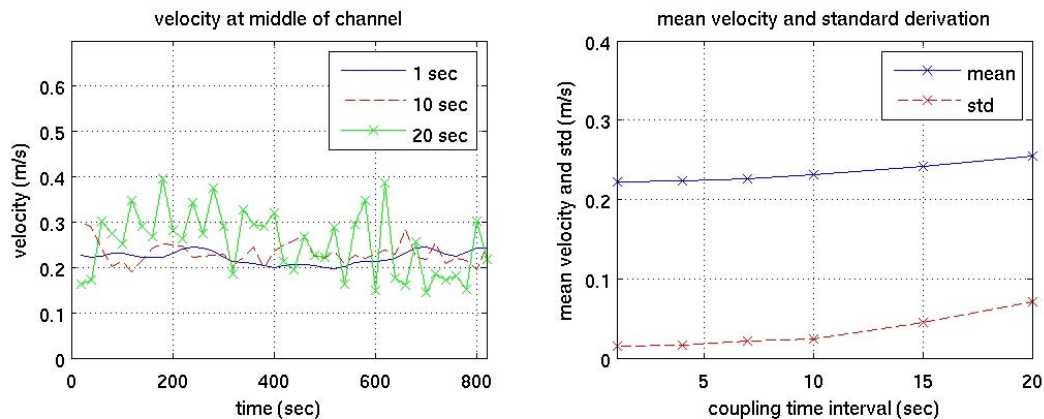 velocity at middle of channel
velocity (m/s)
0.6
0.5
0.4
0.3
0.2
0.1
0
0 200 400 600 800
time (sec)
1 sec
10 sec
20 sec
mean velocity and standard derivation
mean velocity and std (m/s)
0.4
0.3
0.2
0.1
0
5 10 15 20
coupling time interval (sec)
mean
std